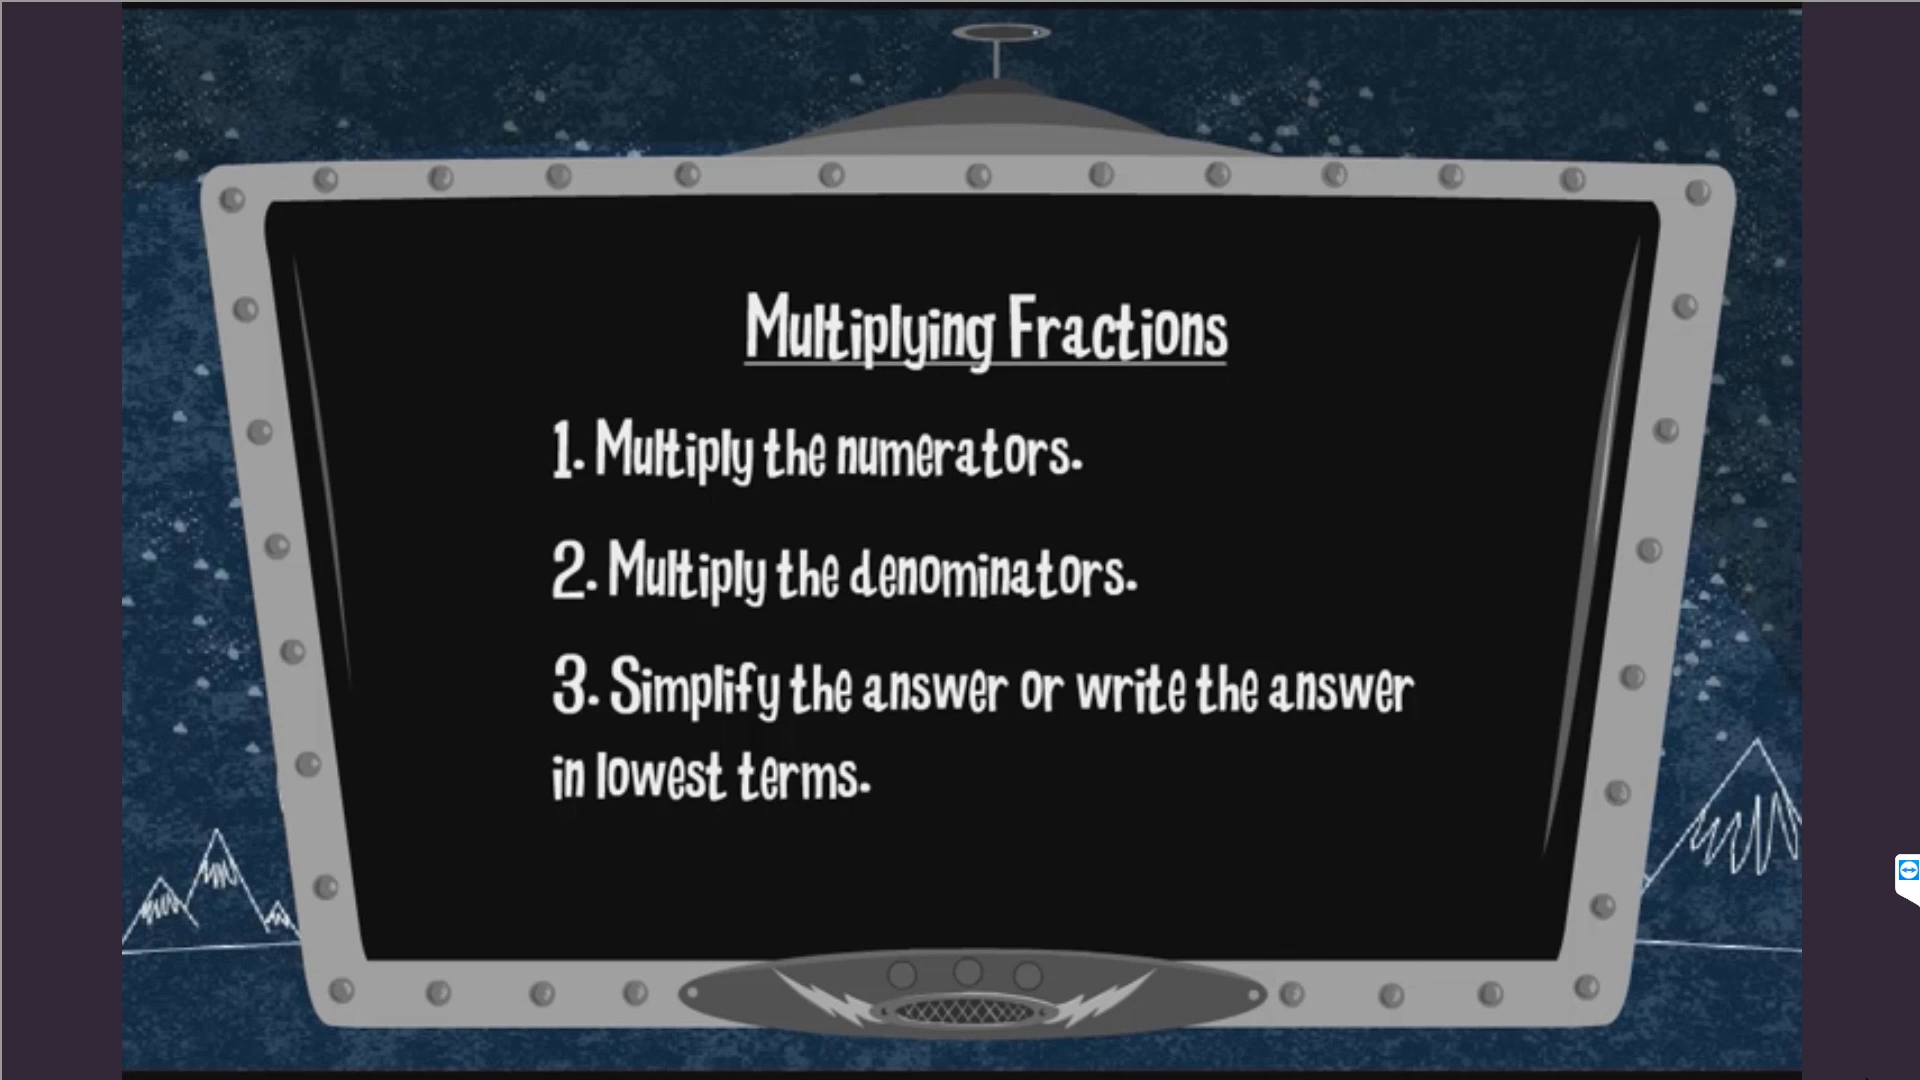 Multiplying Fractions
1. Multiply the numerators.
2. Multiply the denominators.
3. Simplify the answer or write the answer
in lowest terms.